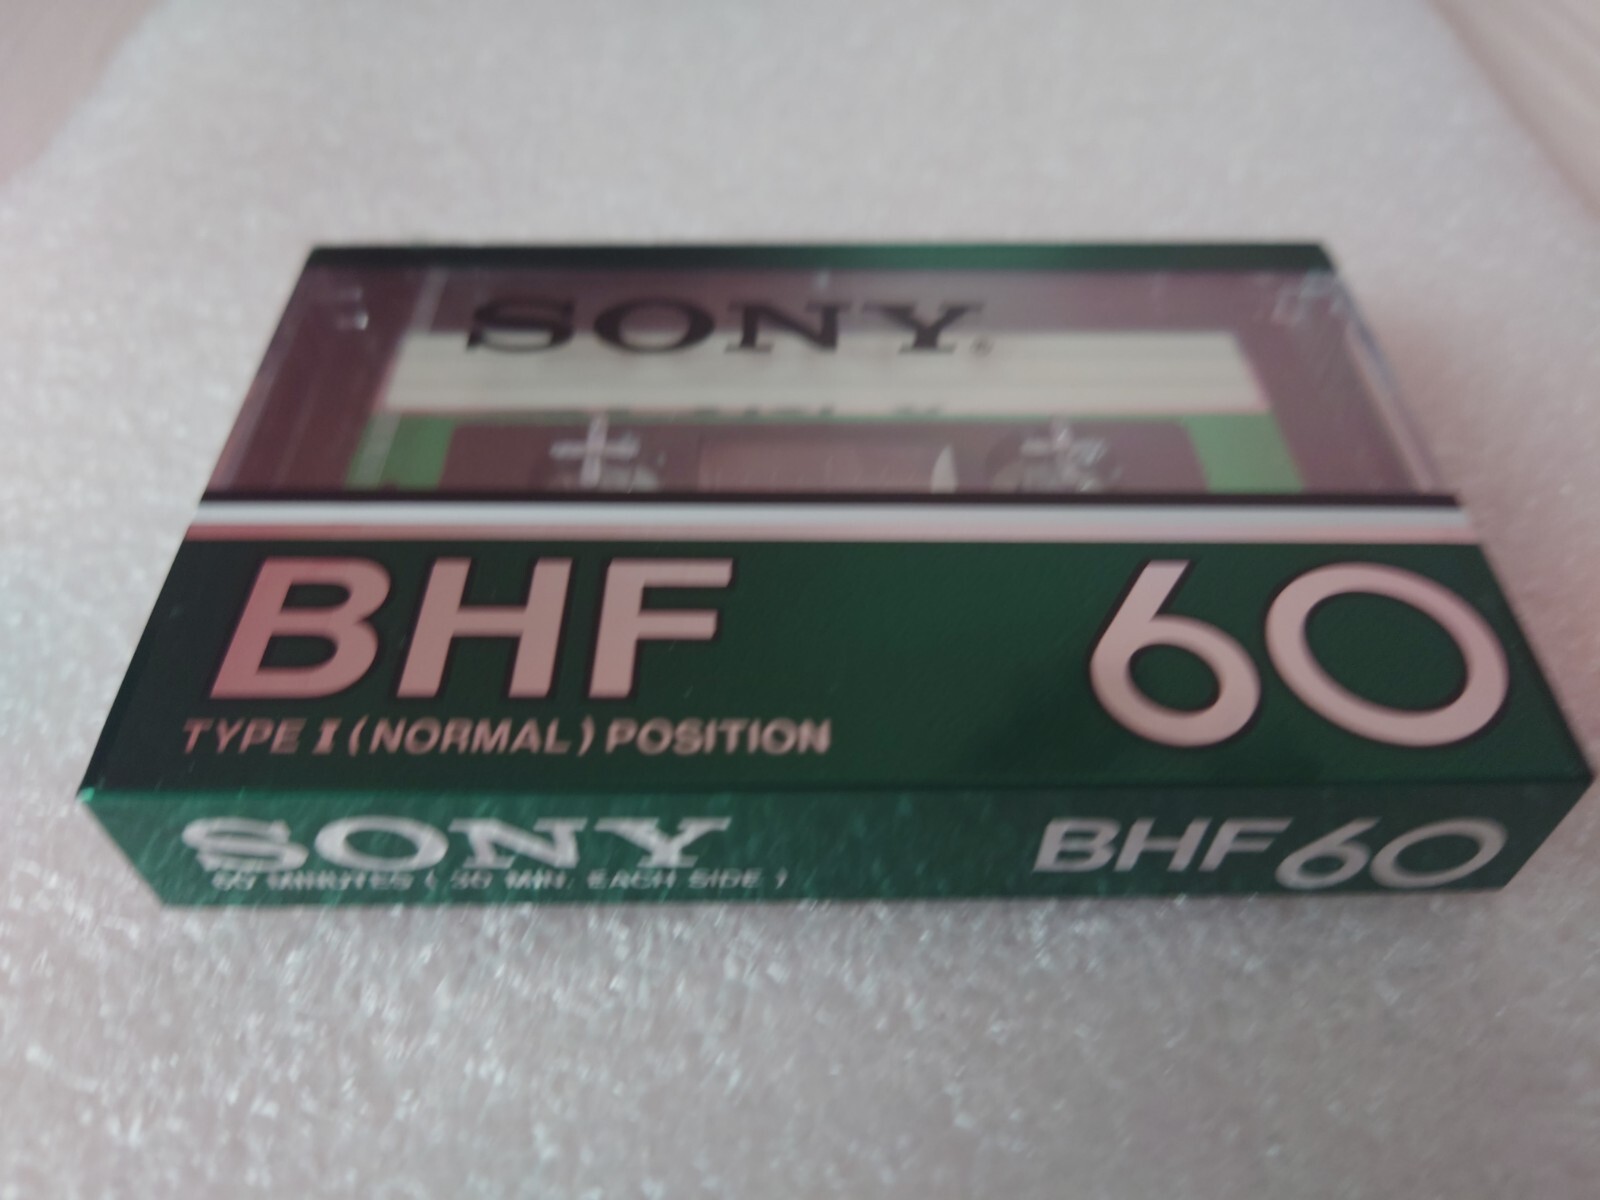 SONY
BHF 60
TYPE I (NORMAL) POSITION
SONY BHF 60
60 MINUTES ( 30 MIN. EACH SIDE )